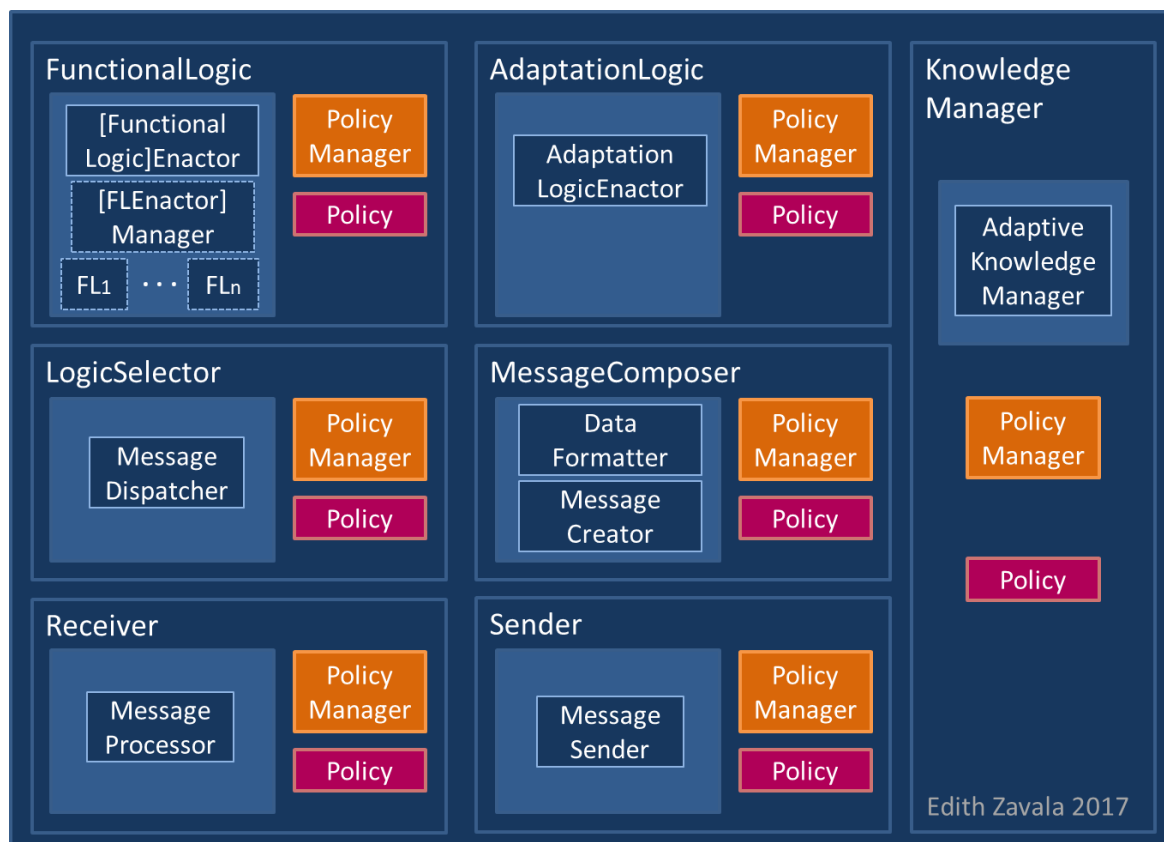 FunctionalLogic
[Functional
Logic]Enactor
[FLEnactor]
Manager
FL1 ... FLn
Policy
Manager
Policy
AdaptationLogic
Adaptation
LogicEnactor
Policy
Manager
Policy
Knowledge
Manager
Adaptive
Knowledge
Manager
Policy
Manager
Policy
LogicSelector
Message
Dispatcher
Policy
Manager
Policy
MessageComposer
Data
Formatter
Message
Creator
Policy
Manager
Policy
Receiver
Message
Processor
Policy
Manager
Policy
Sender
Message
Sender
Policy
Manager
Policy
Edith Zavala 2017